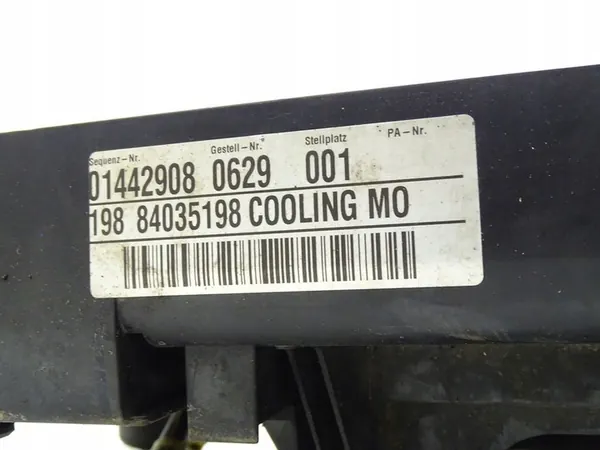 Sequenz-Nr. Gestell-Nr. Stellplatz PA-Nr.
01442908 0629 001
198 84035198 COOLING MO